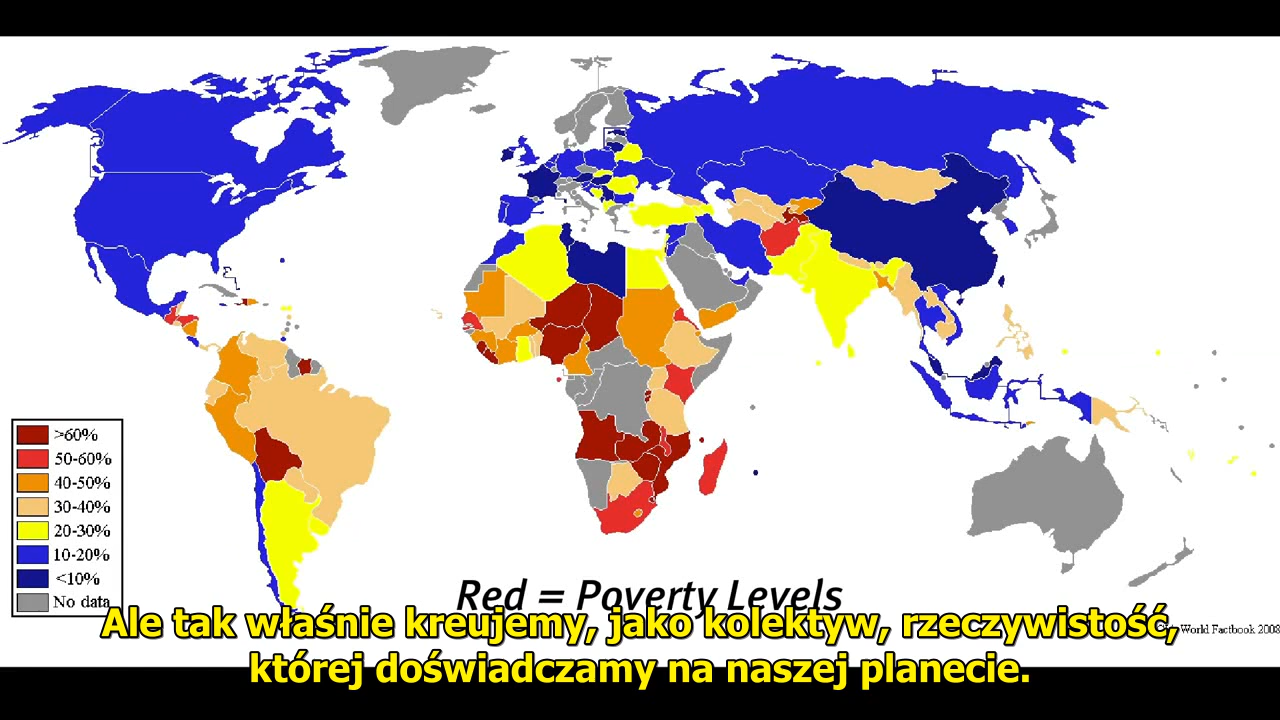 >60%
50-60%
40-50%
30-40%
20-30%
10-20%
<10%
No data
Red = Poverty Levels
World Factbook 2008
Ale tak właśnie kreujemy, jako kolektyw, rzeczywistość,
której doświadczamy na naszej planecie.